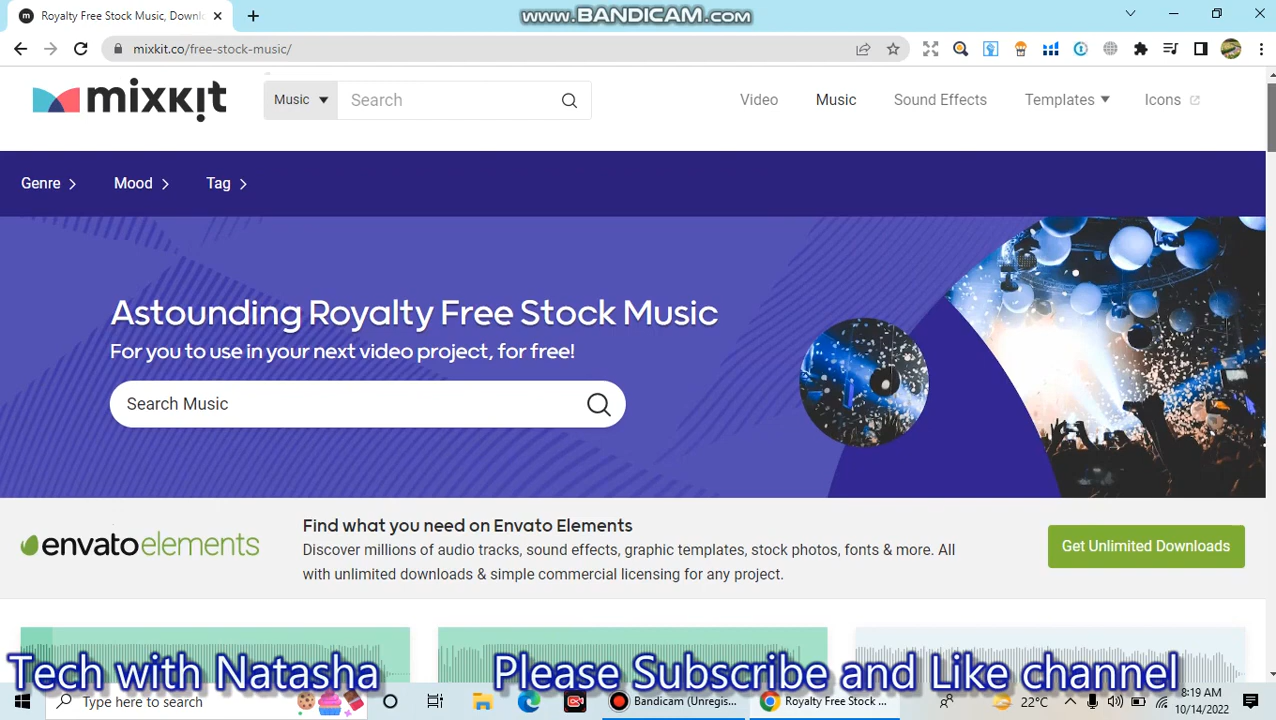 m Royalty Free Stock Music, Downl
WWW.BANDICAM.COM
mixkit.co/free-stock-music/
mixkit
Music
Search
Video
Music
Sound Effects
Templates
Icons
Genre
Mood
Tag
Astounding Royalty Free Stock Music
For you to use in your next video project, for free!
Search Music
envato elements
Find what you need on Envato Elements
Discover millions of audio tracks, sound effects, graphic templates, stock photos, fonts & more. All
with unlimited downloads & simple commercial licensing for any project.
Get Unlimited Downloads
Tech with Natasha
Please Subscribe and Like channel
Type here to search
Bandicam (Unregis...
Royalty Free Stock ...
22°C
8:19 AM
10/14/2022